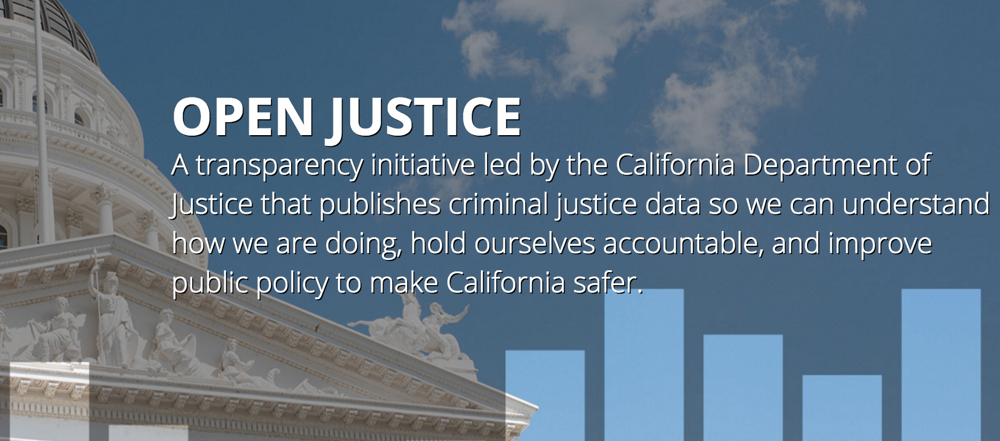 OPEN JUSTICE
A transparency initiative led by the California Department of
Justice that publishes criminal justice data so we can understand
how we are doing, hold ourselves accountable, and improve
public policy to make California safer.